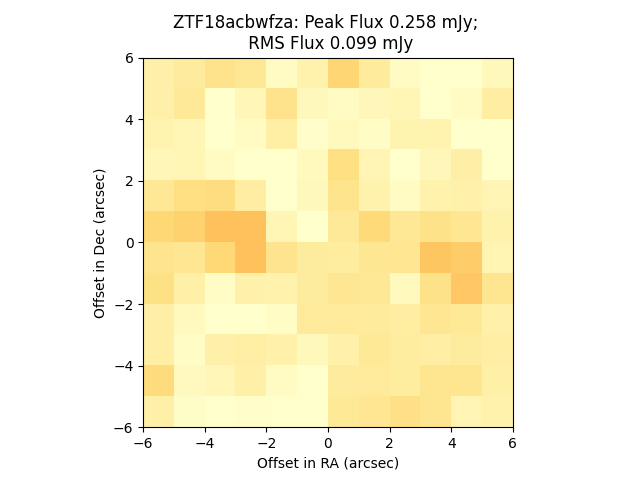 ZTF18acbwfza: Peak Flux 0.258 mJy;
RMS Flux 0.099 mJy
6
4
2
0
−2
−4
−6
Offset in Dec (arcsec)
−6 −4 −2 0 2 4 6
Offset in RA (arcsec)